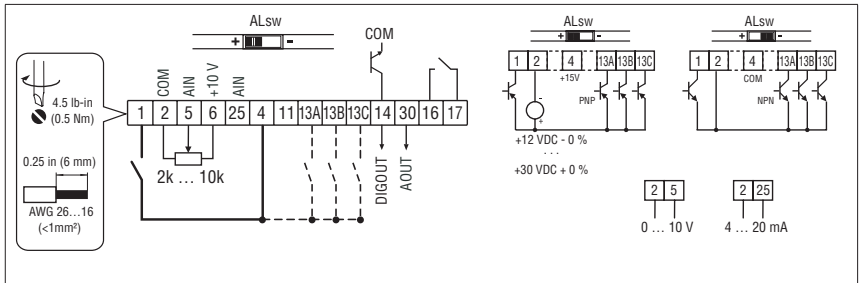 4.5 lb-in
(0.5 Nm)
0.25 in (6 mm)
AWG 26...16
(<1mm²)
ALsw
+ -
COM
COM
AIN
+10 V
AIN
1 2 5 6 25 4 11 13A 13B 13C 14 30 16 17
2k ... 10k
DIGOUT
AOUT
ALsw
+ -
1 2 4 13A 13B 13C
+15V
PNP
-
+
+12 VDC - 0 %
. . .
+30 VDC + 0 %
ALsw
+ -
1 2 4 13A 13B 13C
COM
NPN
2 5
0 ... 10 V
2 25
4 ... 20 mA